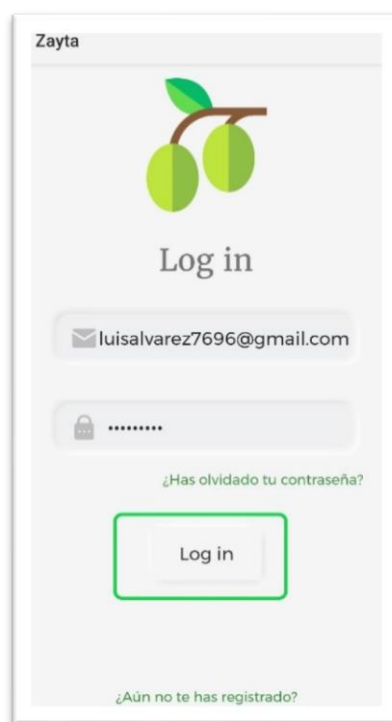 Zayta
Log in
luisalvarez7696@gmail.com
•••••••••
¿Has olvidado tu contraseña?
Log in
¿Aún no te has registrado?